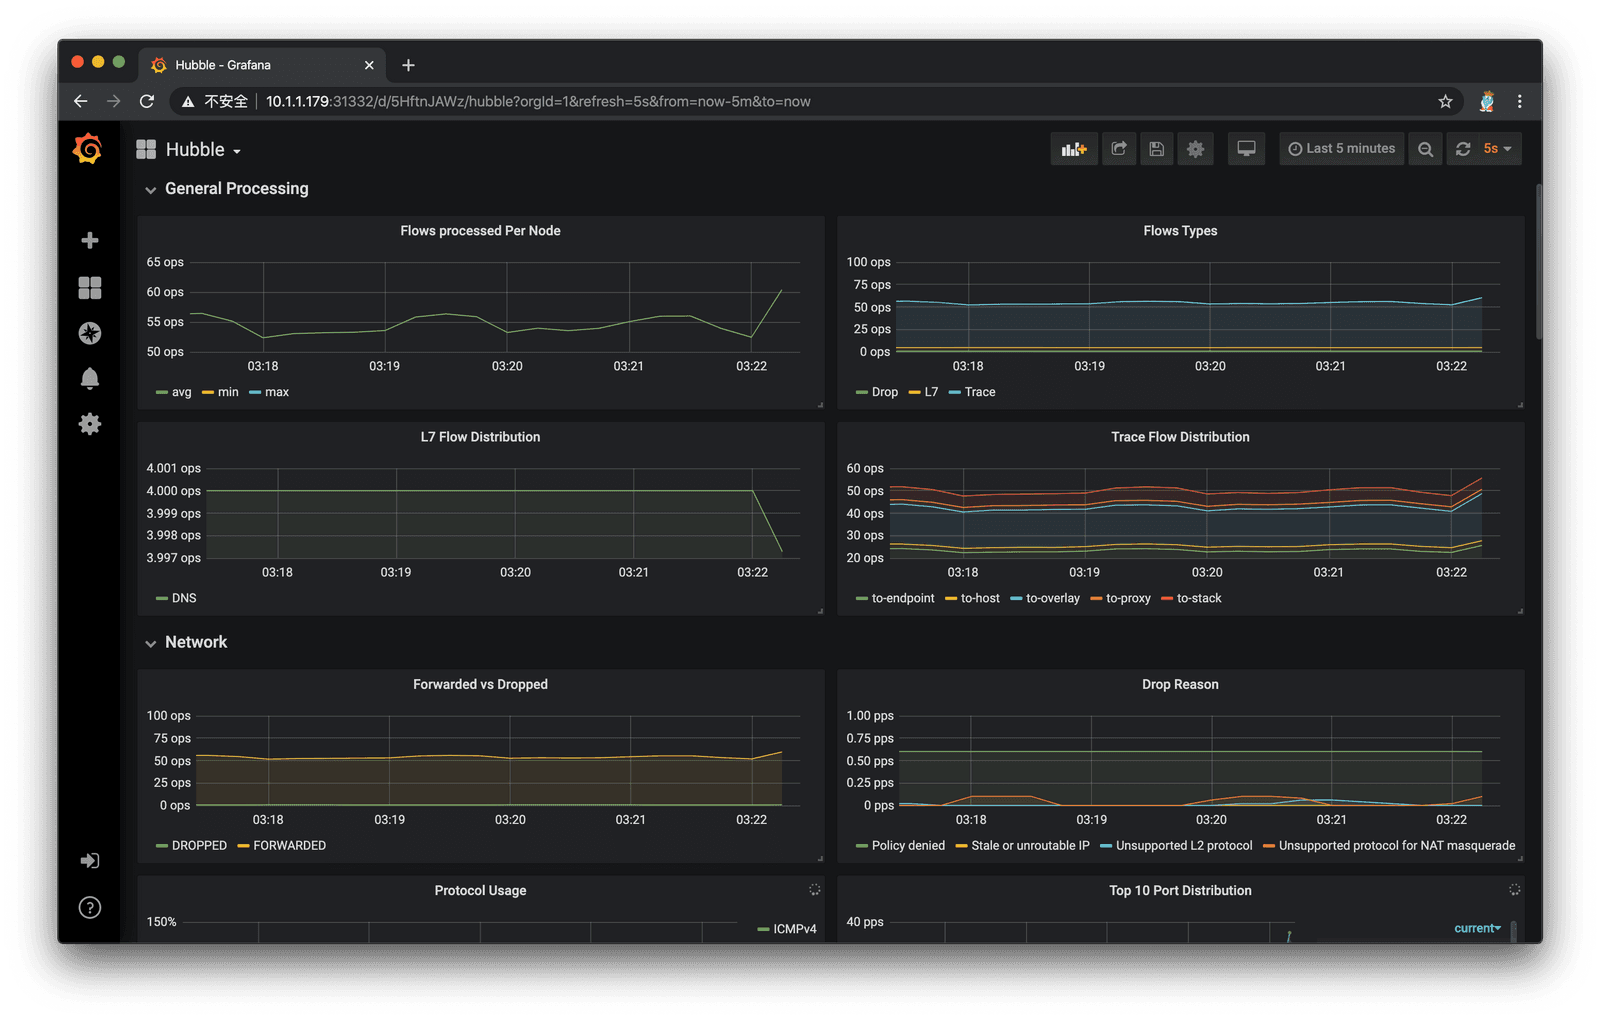 Hubble - Grafana
不安全 10.1.1.179:31332/d/5HftnJAWz/hubble?orgId=1&refresh=5s&from=now-5m&to=now
Hubble
Last 5 minutes
5s
General Processing
Flows processed Per Node
65 ops
60 ops
55 ops
50 ops
03:18 03:19 03:20 03:21 03:22
avg min max
Flows Types
100 ops
75 ops
50 ops
25 ops
0 ops
03:18 03:19 03:20 03:21 03:22
Drop L7 Trace
L7 Flow Distribution
4.001 ops
4.000 ops
3.999 ops
3.998 ops
3.997 ops
03:18 03:19 03:20 03:21 03:22
DNS
Trace Flow Distribution
60 ops
50 ops
40 ops
30 ops
20 ops
03:18 03:19 03:20 03:21 03:22
to-endpoint to-host to-overlay to-proxy to-stack
Network
Forwarded vs Dropped
100 ops
75 ops
50 ops
25 ops
0 ops
03:18 03:19 03:20 03:21 03:22
DROPPED FORWARDED
Drop Reason
1.00 pps
0.75 pps
0.50 pps
0.25 pps
0 pps
03:18 03:19 03:20 03:21 03:22
Policy denied Stale or unroutable IP Unsupported L2 protocol Unsupported protocol for NAT masquerade
Protocol Usage
150%
ICMPv4
Top 10 Port Distribution
40 pps
current